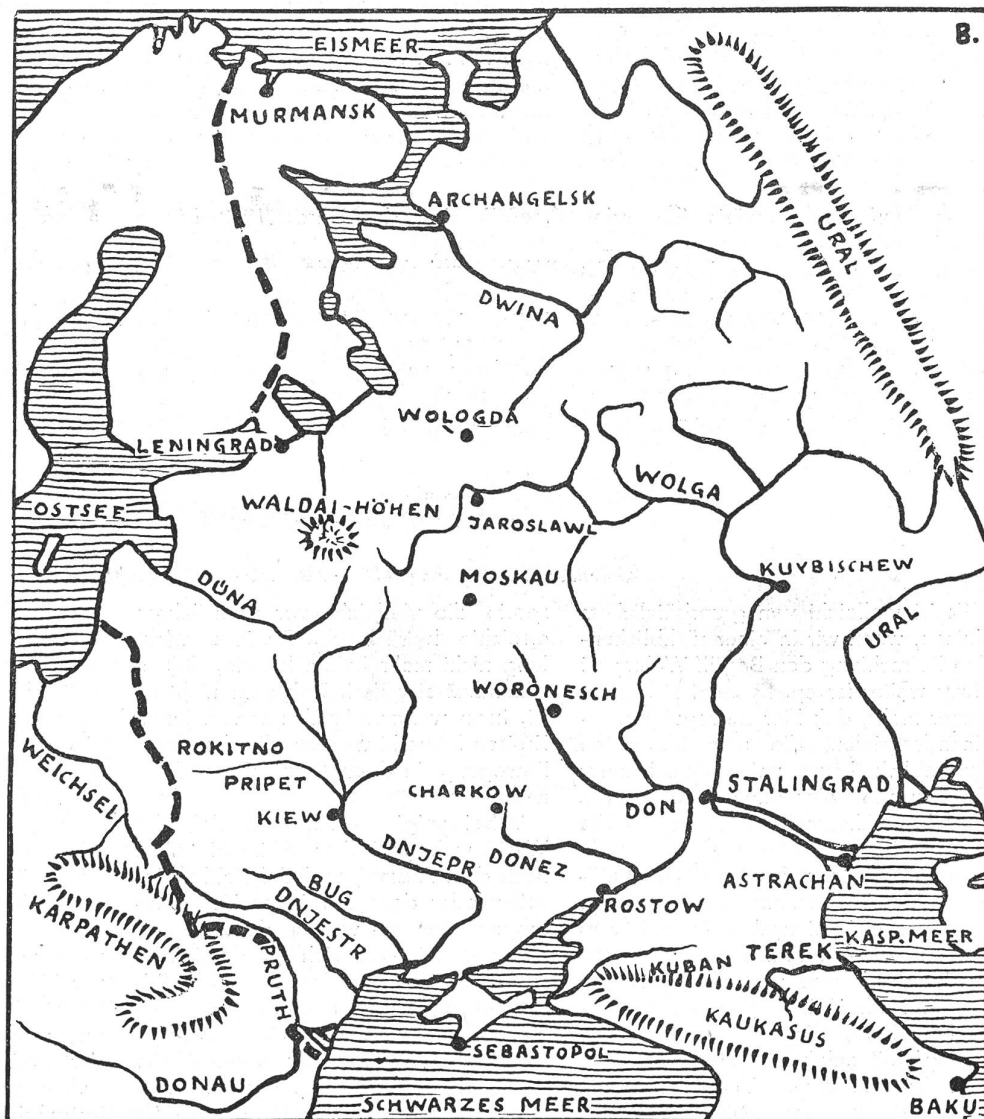 B.
EISMEER
MURMANSK
ARCHANGELSK
URAL
DWINA
WOLOGDA
LENINGRAD
WOLGA
WALDAI-HÖHEN
OSTSEE
JAROSLAWL
MOSKAU
KUYBISCHEW
DÜNA
URAL
WORONESCH
ROKITNO
WEICHSEL
PRIPET
CHARKOW
DON
STALINGRAD
KIEW
DNJEPR
DONEZ
ASTRACHAN
BUG
DNJESTR
ROSTOW
KARPATHEN
KASP. MEER
PRUTH
KUBAN
TEREK
KAUKASUS
SEBASTOPOL
DONAU
SCHWARZES MEER
BAKU